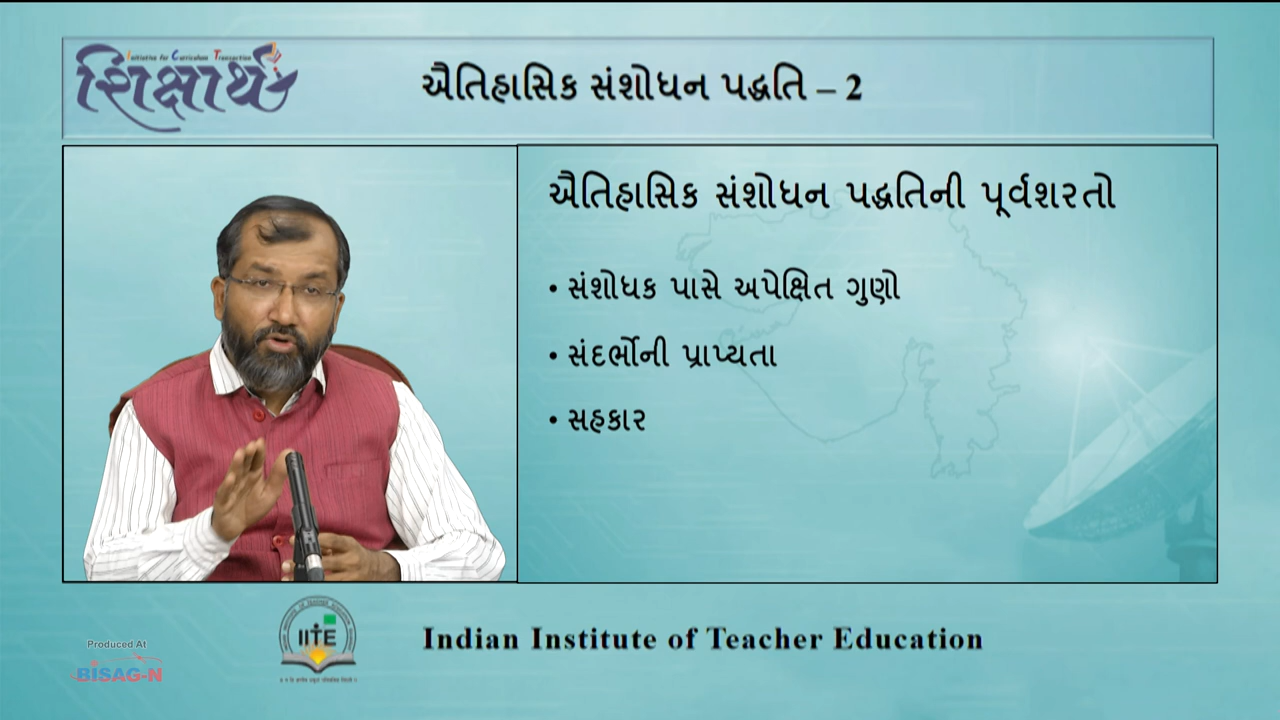 Initiative for Curriculum Transaction
શિક્ષાર્થ
ઐતિહાસિક સંશોધન પદ્ધતિ – 2
ઐતિહાસિક સંશોધન પદ્ધતિની પૂર્વશરતો
• સંશોધક પાસે અપેક્ષિત ગુણો
• સંદર્ભોની પ્રાપ્યતા
• સહકાર
Produced At
BISAG-N
IITE
Indian Institute of Teacher Education